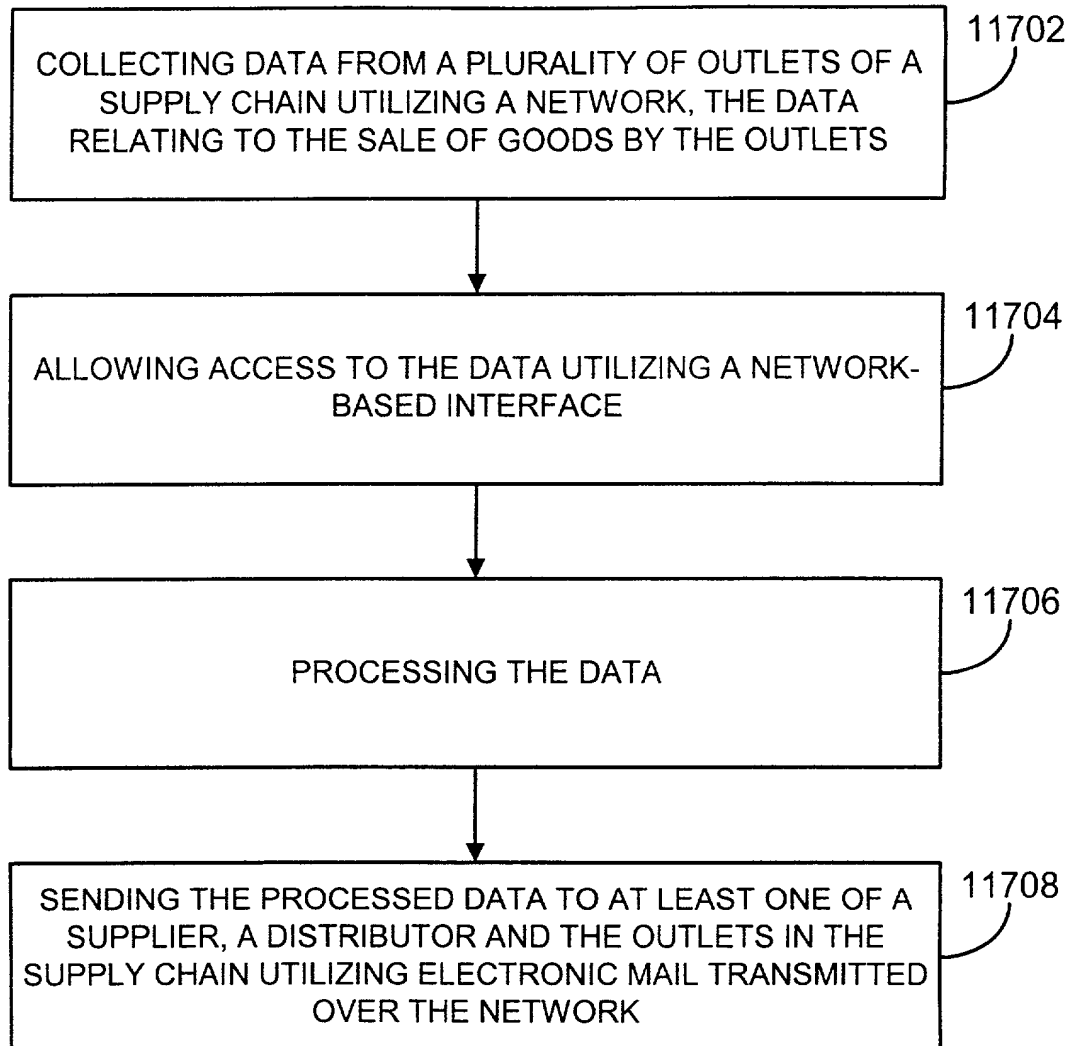 11702
COLLECTING DATA FROM A PLURALITY OF OUTLETS OF A
SUPPLY CHAIN UTILIZING A NETWORK, THE DATA
RELATING TO THE SALE OF GOODS BY THE OUTLETS
11704
ALLOWING ACCESS TO THE DATA UTILIZING A NETWORK-
BASED INTERFACE
11706
PROCESSING THE DATA
11708
SENDING THE PROCESSED DATA TO AT LEAST ONE OF A
SUPPLIER, A DISTRIBUTOR AND THE OUTLETS IN THE
SUPPLY CHAIN UTILIZING ELECTRONIC MAIL TRANSMITTED
OVER THE NETWORK